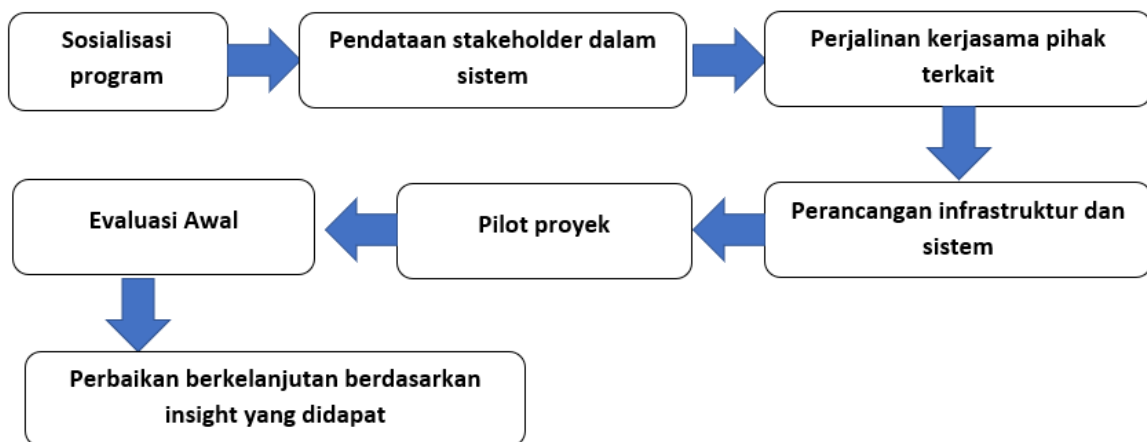 Sosialisasi
program
Pendataan stakeholder dalam
sistem
Perjalinan kerjasama pihak
terkait
Perancangan infrastruktur dan
sistem
Pilot proyek
Evaluasi Awal
Perbaikan berkelanjutan berdasarkan
insight yang didapat